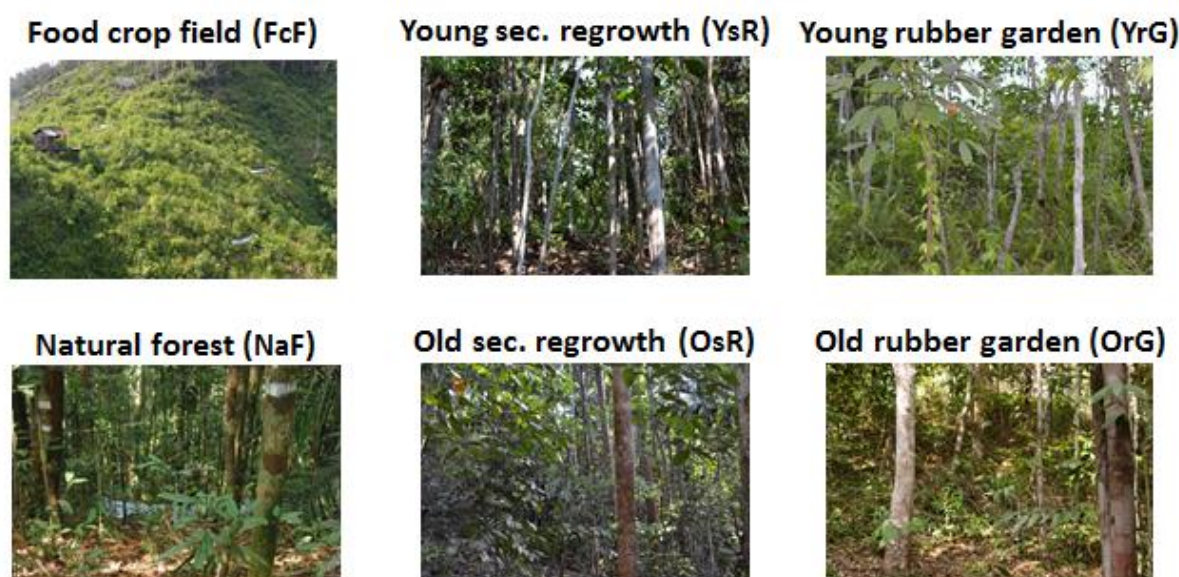 Food crop field (FcF)
Young sec. regrowth (YsR)
Young rubber garden (YrG)
Natural forest (NaF)
Old sec. regrowth (OsR)
Old rubber garden (OrG)